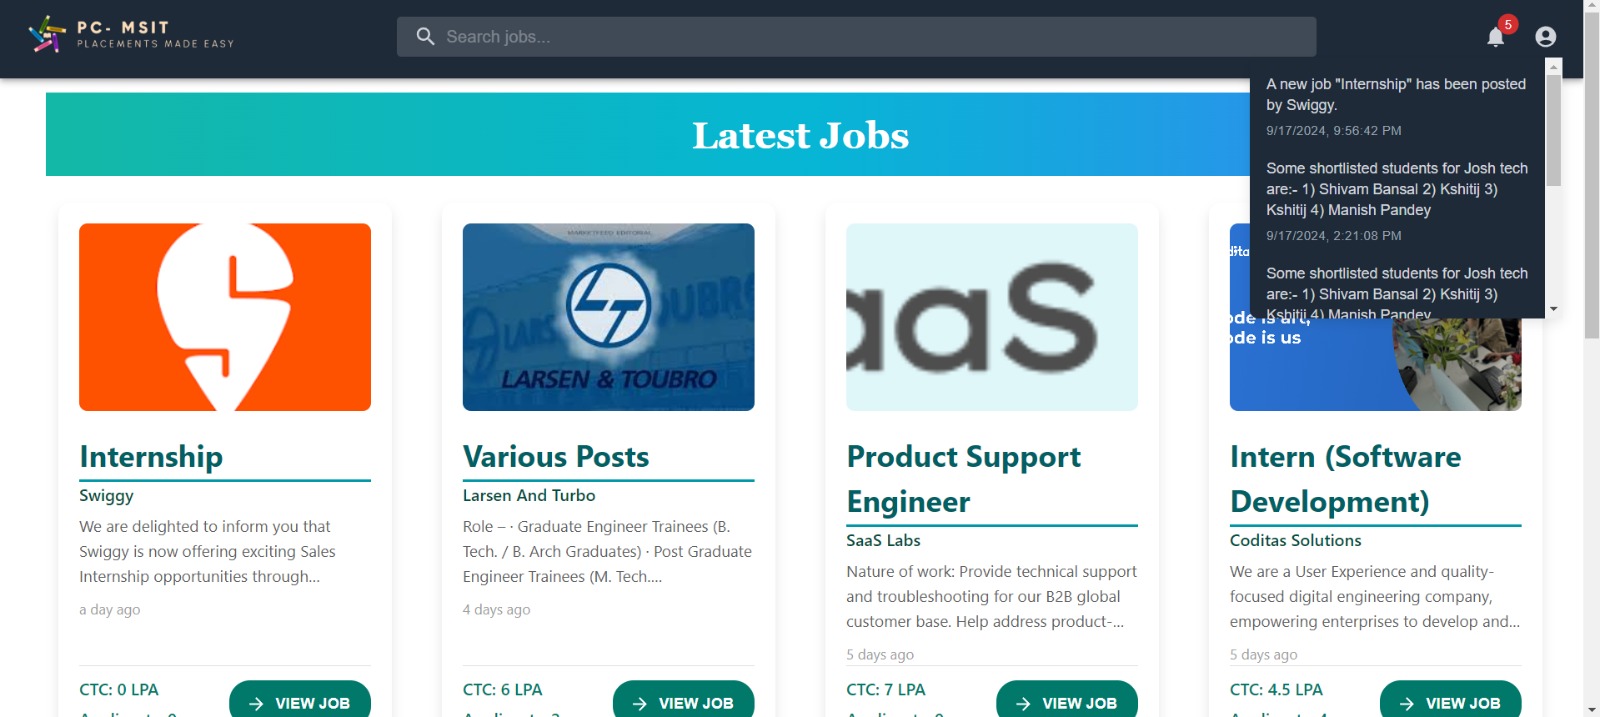 PC- MSIT
PLACEMENTS MADE EASY
Search jobs...
5
A new job "Internship" has been posted
by Swiggy.
9/17/2024, 9:56:42 PM
Some shortlisted students for Josh tech
are:- 1) Shivam Bansal 2) Kshitij 3)
Kshitij 4) Manish Pandey
9/17/2024, 2:21:08 PM
Some shortlisted students for Josh tech
are:- 1) Shivam Bansal 2) Kshitij 3)
Kshitij 4) Manish Pandey
Latest Jobs
Internship
Swiggy
We are delighted to inform you that
Swiggy is now offering exciting Sales
Internship opportunities through...
a day ago
CTC: 0 LPA
VIEW JOB
MARKETFEED EDITORIAL
LT
LARSEN & TOUBRO
Various Posts
Larsen And Turbo
Role – · Graduate Engineer Trainees (B.
Tech. / B. Arch Graduates) · Post Graduate
Engineer Trainees (M. Tech....
4 days ago
CTC: 6 LPA
VIEW JOB
aaS
Product Support
Engineer
SaaS Labs
Nature of work: Provide technical support
and troubleshooting for our B2B global
customer base. Help address product-...
5 days ago
CTC: 7 LPA
VIEW JOB
is art,
ode is us
Intern (Software
Development)
Coditas Solutions
We are a User Experience and quality-
focused digital engineering company,
empowering enterprises to develop and...
5 days ago
CTC: 4.5 LPA
VIEW JOB